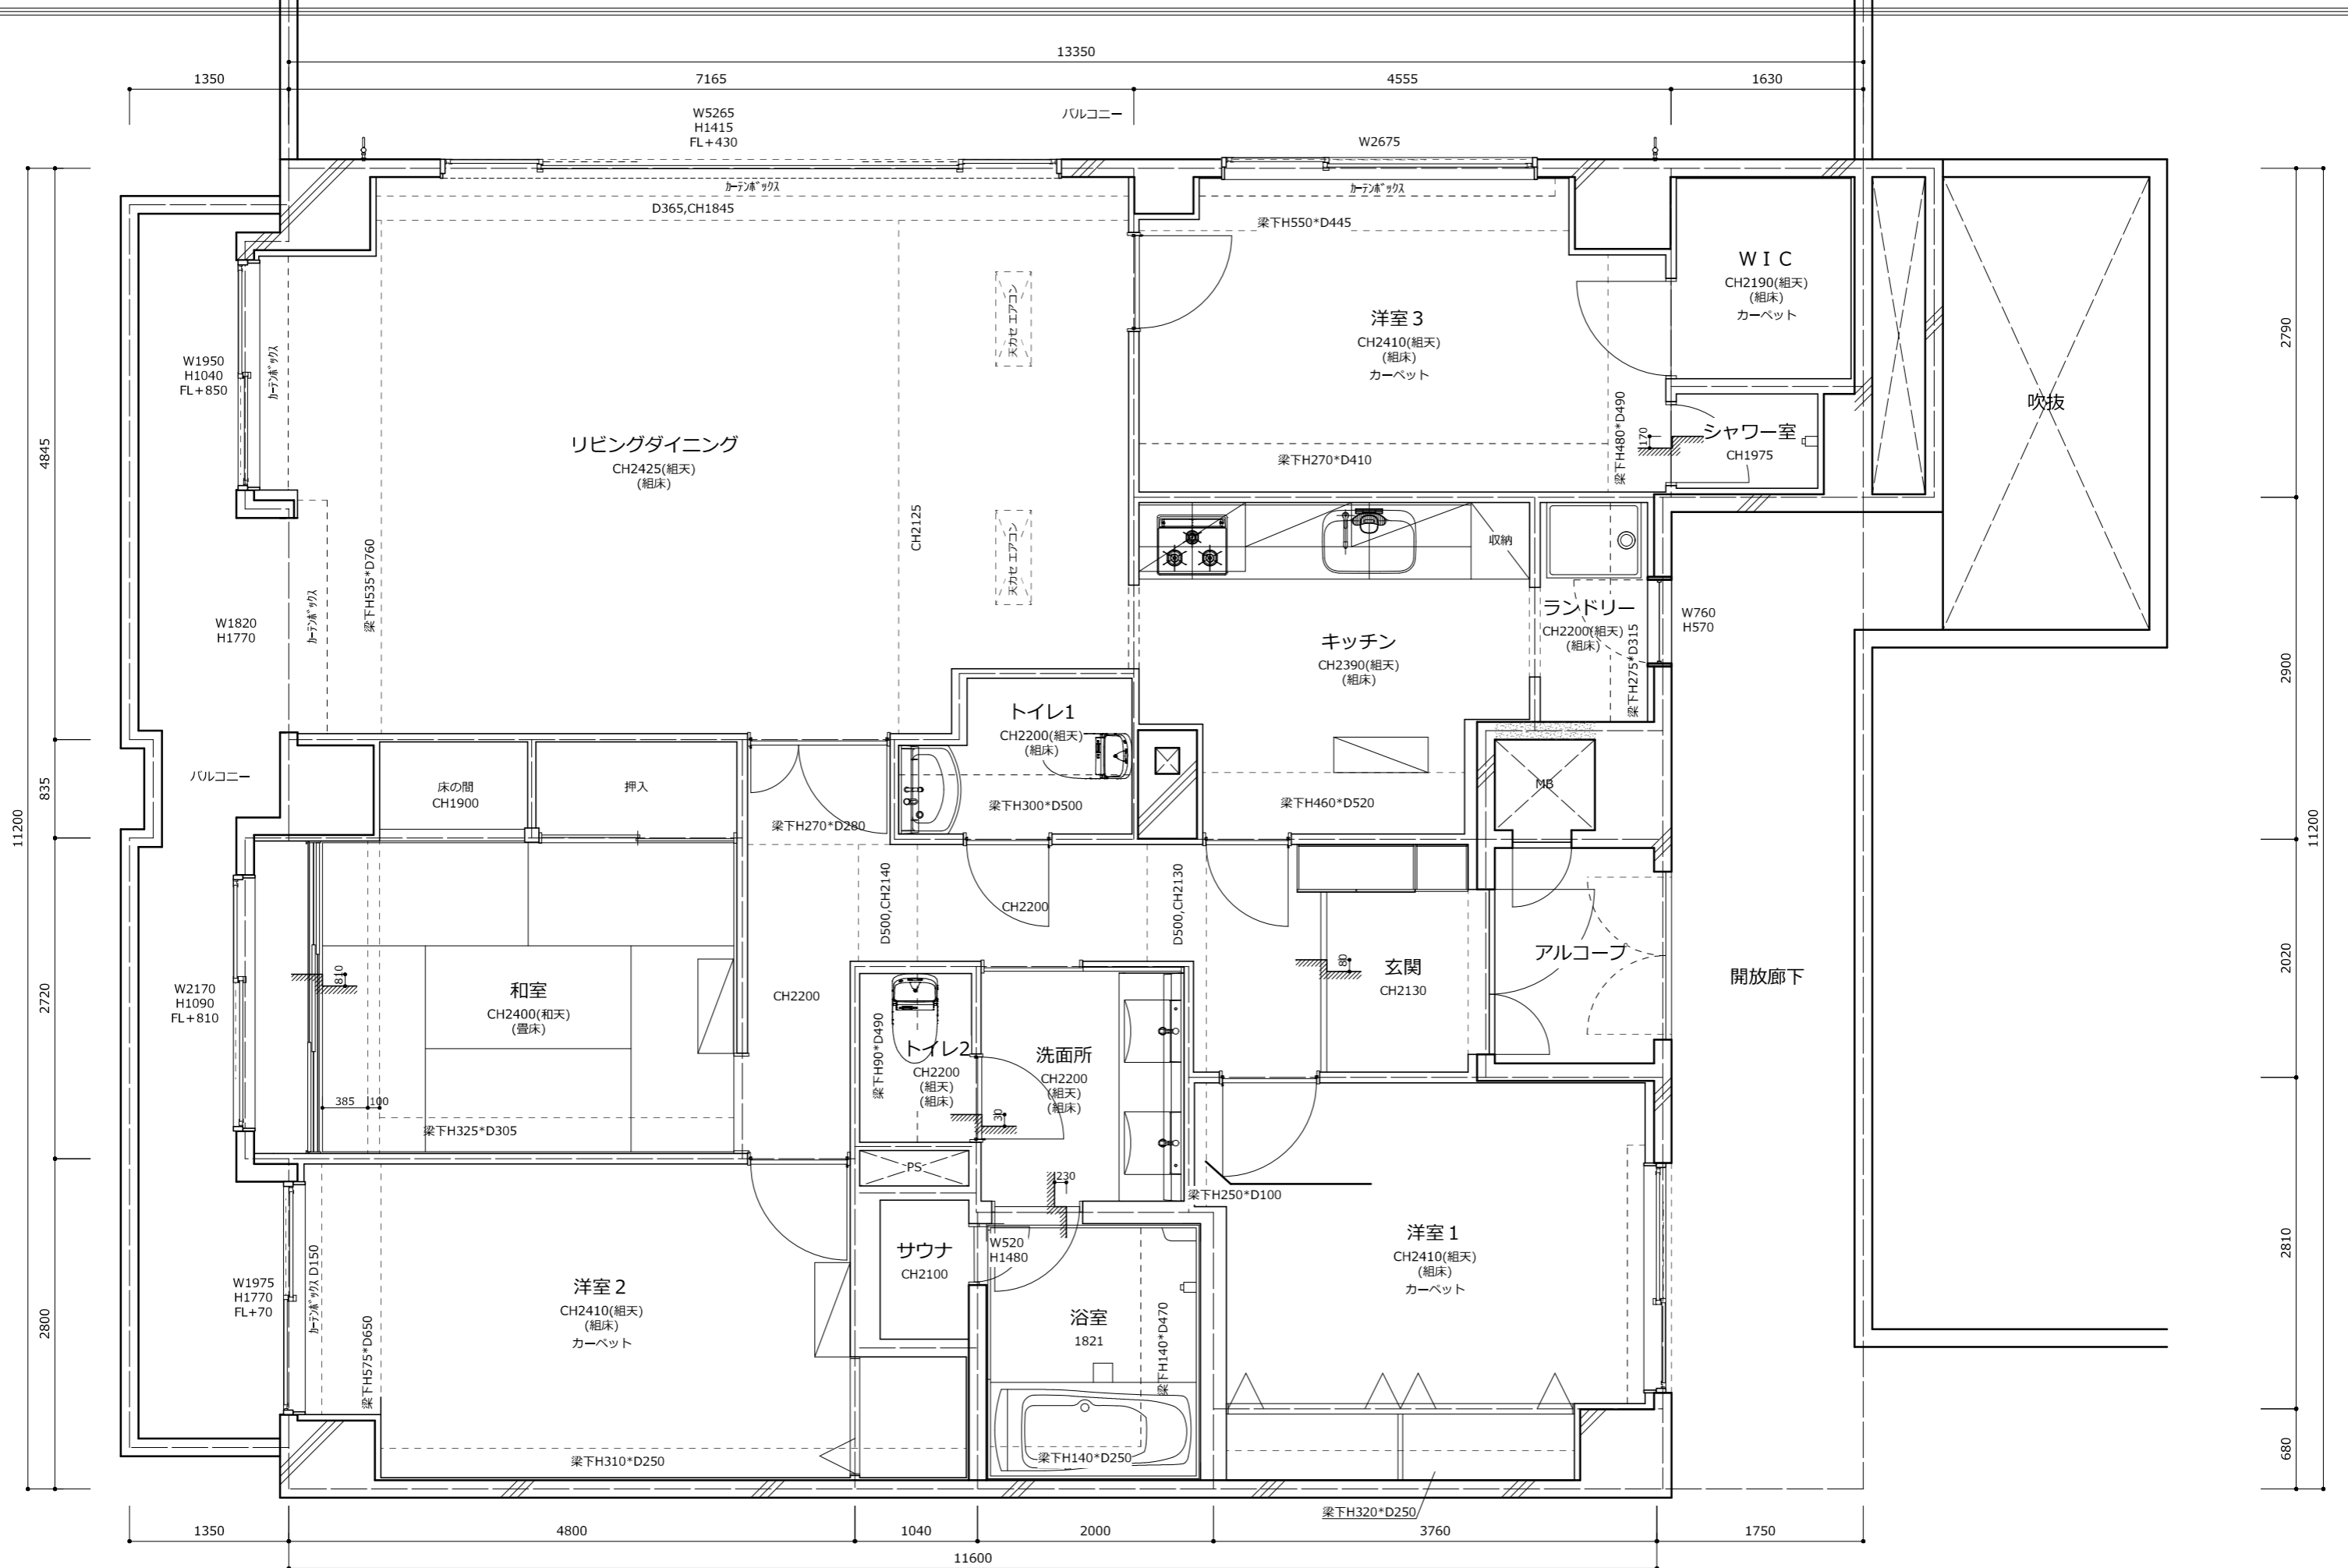 13350
1350
7165
4555
1630
W5265
H1415
FL+430
バルコニー
W2675
カーテンボックス
D365,CH1845
カーテンボックス
梁下H550*D445
W1950
H1040
FL+850
カーテンボックス
天カセ エアコン
洋室３
CH2410(組天)
(組床)
カーペット
ＷＩＣ
CH2190(組天)
(組床)
カーペット
2790
吹抜
4845
リビングダイニング
CH2425(組天)
(組床)
梁下H270*D410
梁下H480*D490
170
シャワー室
CH1975
CH2125
梁下H535*D760
カーテンボックス
W1820
H1770
天カセ エアコン
収納
キッチン
CH2390(組天)
(組床)
ランドリー
CH2200(組天)
(組床)
梁下H275*D315
W760
H570
2900
11200
835
バルコニー
床の間
CH1900
押入
梁下H270*D280
トイレ1
CH2200(組天)
(組床)
梁下H300*D500
梁下H460*D520
MB
11200
D500,CH2140
CH2200
D500,CH2130
80
玄関
CH2130
アルコーブ
開放廊下
2020
2720
W2170
H1090
FL+810
810
和室
CH2400(和天)
(畳床)
CH2200
385
100
梁下H325*D305
梁下H90*D490
トイレ2
CH2200
(組天)
(組床)
30
洗面所
CH2200
(組天)
(組床)
PS
230
梁下H250*D100
2800
W1975
H1770
FL+70
カーテンボックス D150
梁下H575*D650
洋室２
CH2410(組天)
(組床)
カーペット
サウナ
CH2100
W520
H1480
浴室
1821
梁下H140*D470
洋室１
CH2410(組天)
(組床)
カーペット
2810
680
梁下H310*D250
梁下H140*D250
梁下H320*D250
1350
4800
1040
2000
3760
1750
11600